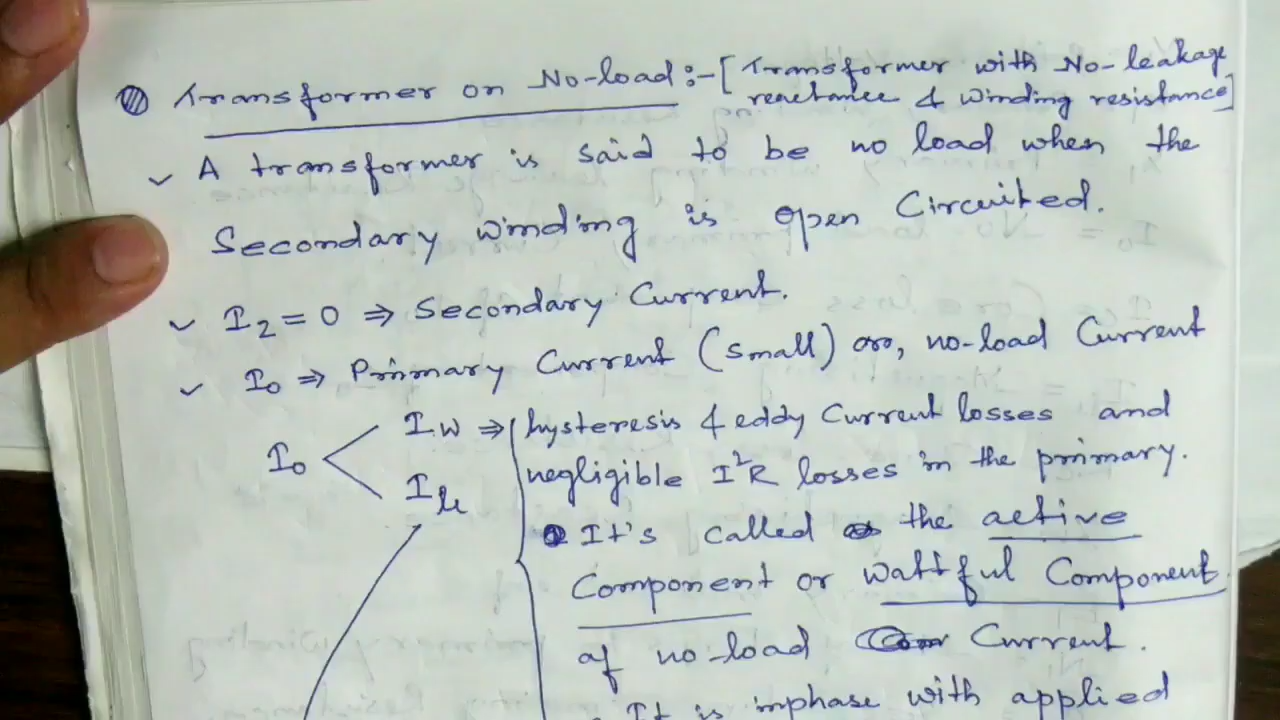 Transformer on No-load:- [Transformer with No-leakage
reactance & winding resistance]
✓ A transformer is said to be no load when the
Secondary winding is open Circuited.
✓ I₂ = 0 ⇒ Secondary Current.
✓ I₀ ⇒ Primary Current (small) or, no-load Current
I₀ < Iw ⇒ hysteresis & eddy Current losses and
negligible I²R losses in the primary.
Iμ
It's called the active
Component or wattful Component
of no-load Current.
It is inphase with applied